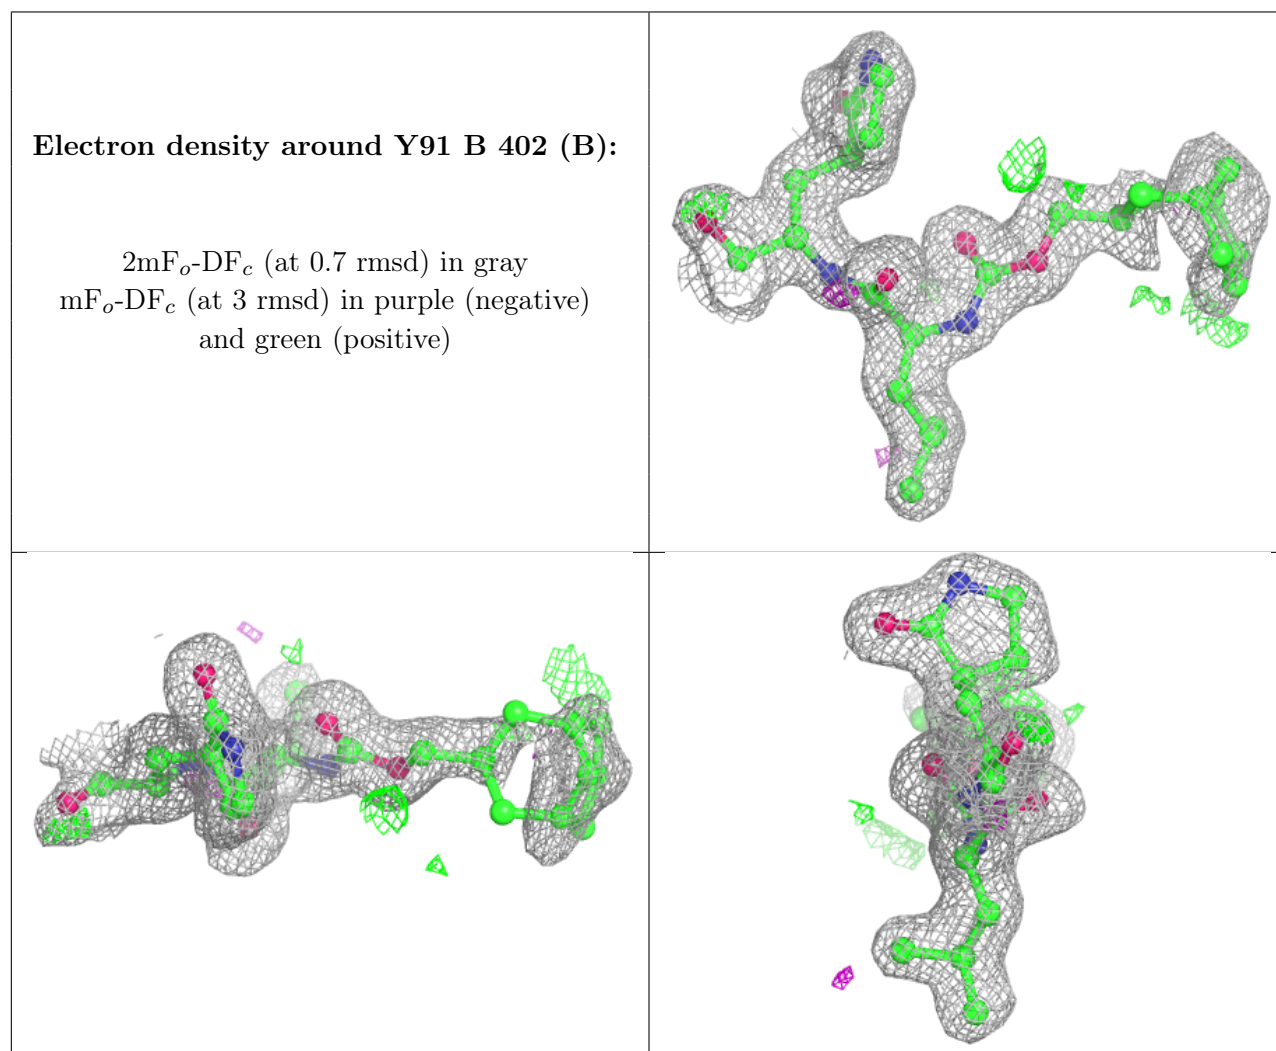 Electron density around Y91 B 402 (B):
2mFo-DFc (at 0.7 rmsd) in gray
mFo-DFc (at 3 rmsd) in purple (negative)
and green (positive)